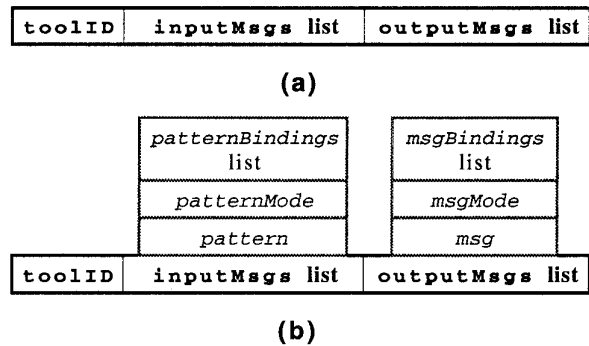 toolID inputMsgs list outputMsgs list
(a)
patternBindings msgBindings
list list
patternMode msgMode
pattern msg
toolID inputMsgs list outputMsgs list
(b)